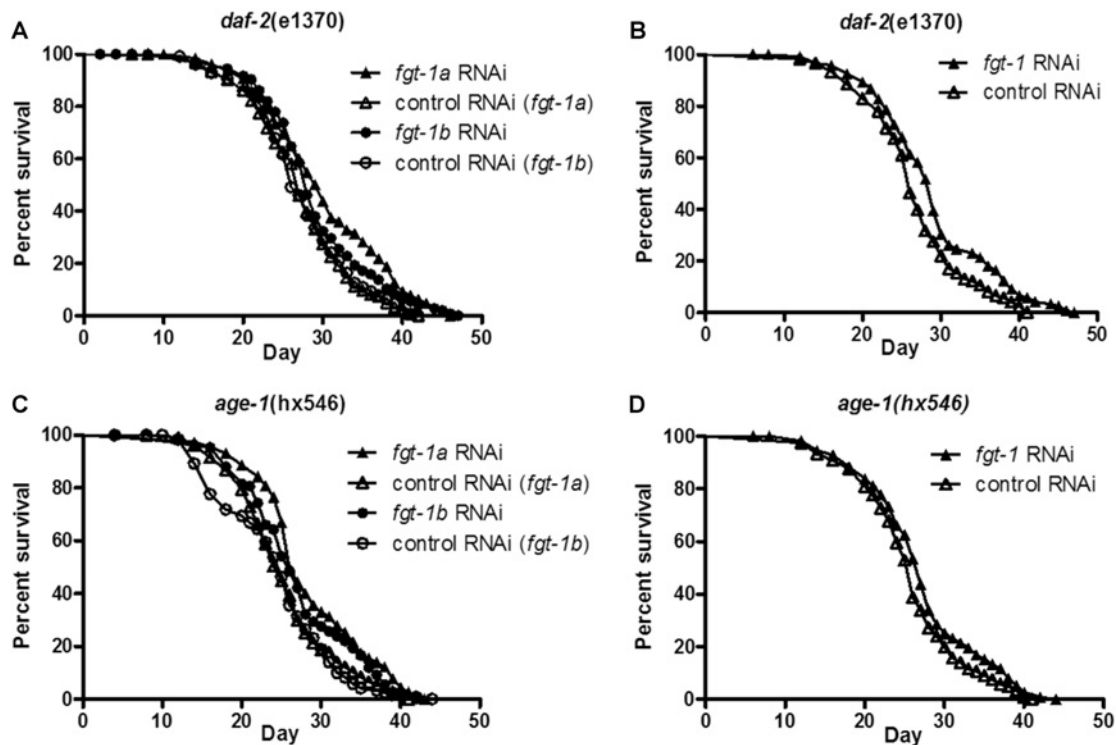 A
daf-2(e1370)
Percent survival
100
80
60
40
20
0
0 10 20 30 40 50
Day
fgt-1a RNAi
control RNAi (fgt-1a)
fgt-1b RNAi
control RNAi (fgt-1b)
B
daf-2(e1370)
Percent survival
100
80
60
40
20
0
0 10 20 30 40 50
Day
fgt-1 RNAi
control RNAi
C
age-1(hx546)
Percent survival
100
80
60
40
20
0
0 10 20 30 40 50
Day
fgt-1a RNAi
control RNAi (fgt-1a)
fgt-1b RNAi
control RNAi (fgt-1b)
D
age-1(hx546)
Percent survival
100
80
60
40
20
0
0 10 20 30 40 50
Day
fgt-1 RNAi
control RNAi